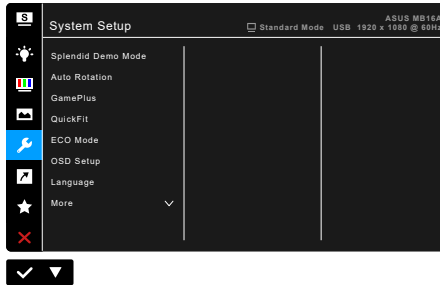 S
System Setup
ASUS MB16A
Standard Mode USB 1920 x 1080 @ 60Hz
Splendid Demo Mode
Auto Rotation
GamePlus
QuickFit
ECO Mode
OSD Setup
Language
More